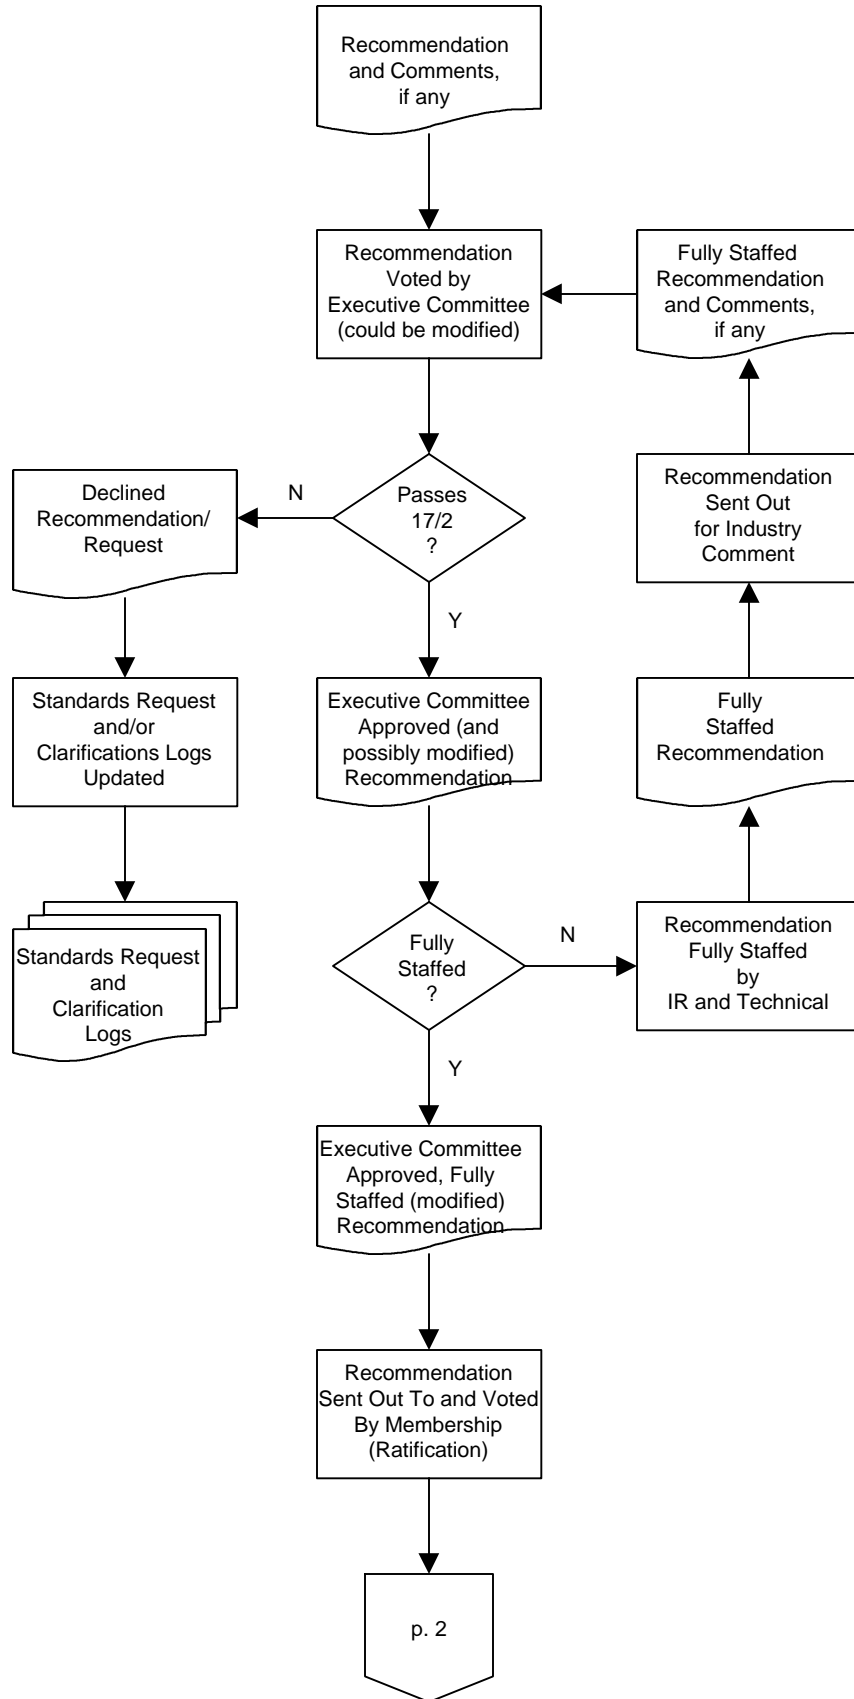 Recommendation
and Comments,
if any
Recommendation
Voted by
Executive Committee
(could be modified)
Fully Staffed
Recommendation
and Comments,
if any
Passes
17/2
?
N
Y
Declined
Recommendation/
Request
Recommendation
Sent Out
for Industry
Comment
Standards Request
and/or
Clarifications Logs
Updated
Executive Committee
Approved (and
possibly modified)
Recommendation
Fully
Staffed
Recommendation
Standards Request
and
Clarification
Logs
Fully
Staffed
?
N
Y
Recommendation
Fully Staffed
by
IR and Technical
Executive Committee
Approved, Fully
Staffed (modified)
Recommendation
Recommendation
Sent Out To and Voted
By Membership
(Ratification)
p. 2